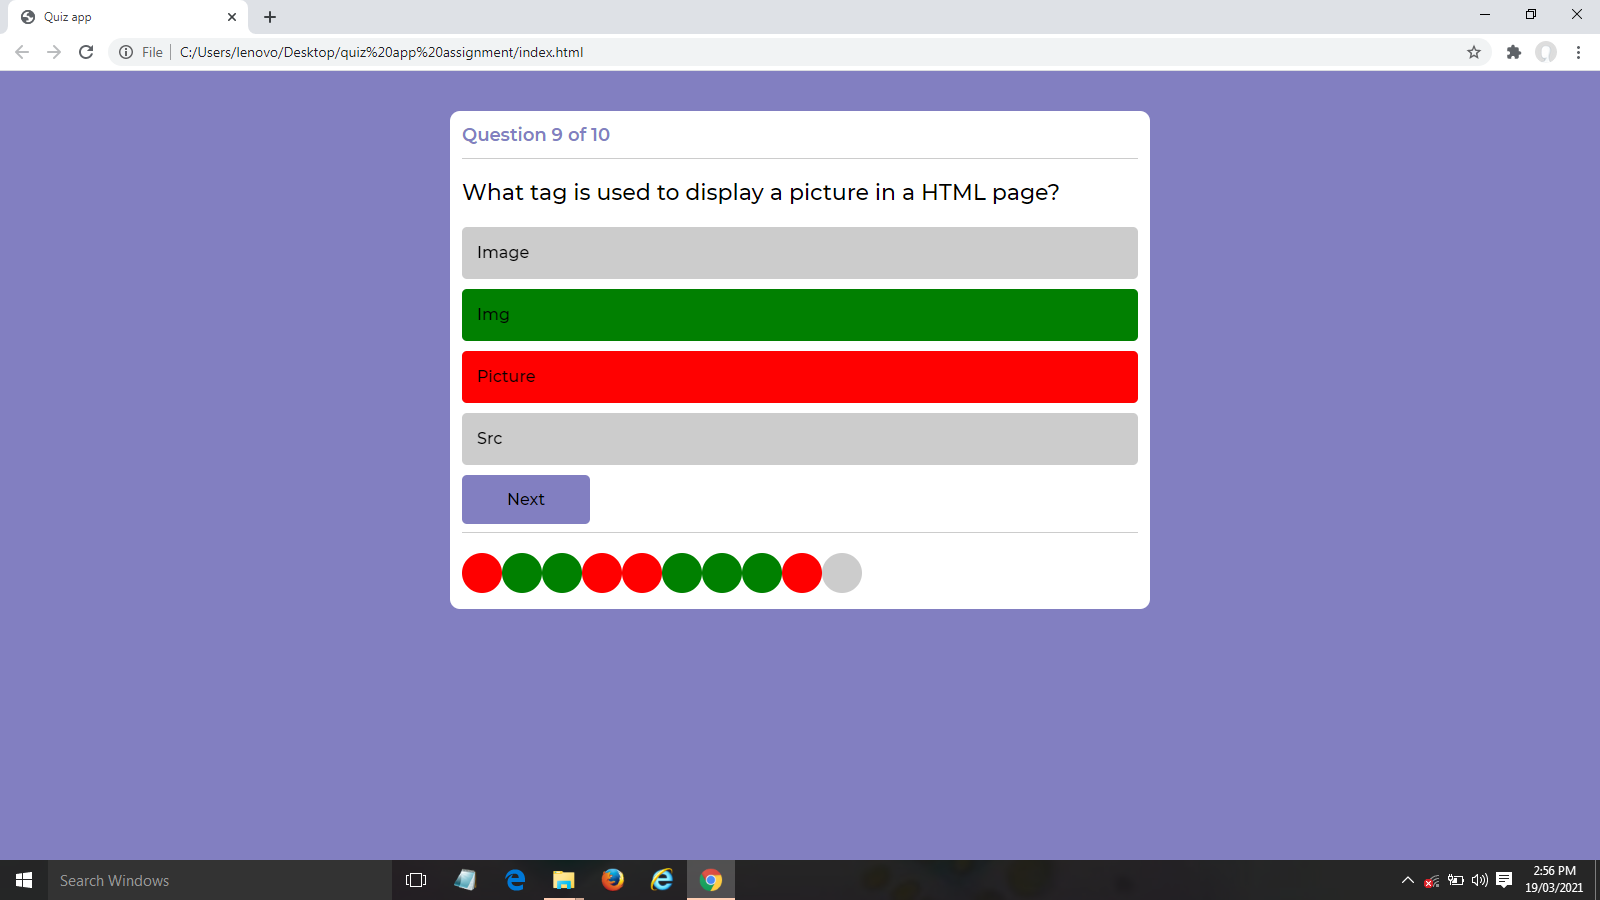 Quiz app
File C:/Users/lenovo/Desktop/quiz%20app%20assignment/index.html
Question 9 of 10
What tag is used to display a picture in a HTML page?
Image
Img
Picture
Src
Next
Search Windows
2:56 PM
19/03/2021